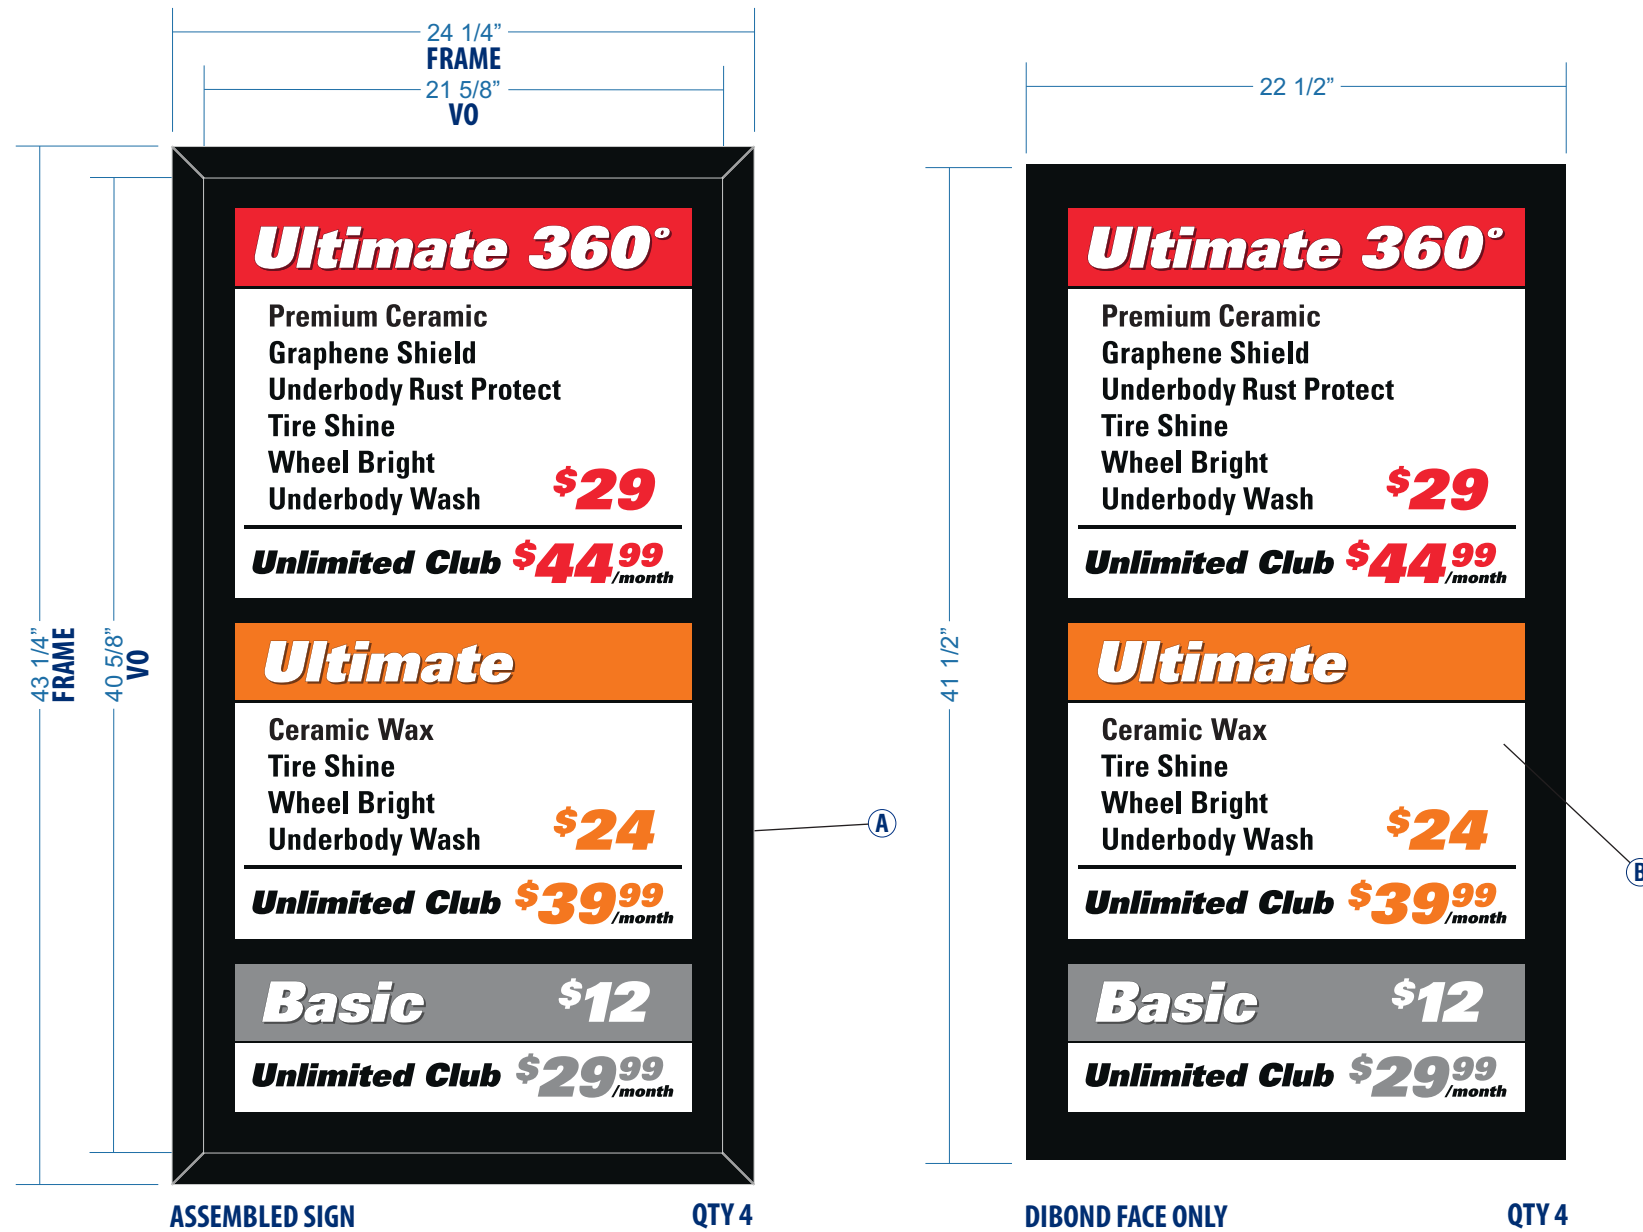 24 1/4”
FRAME
21 5/8”
VO
43 1/4”
FRAME
40 5/8”
VO
Ultimate 360°
Premium Ceramic
Graphene Shield
Underbody Rust Protect
Tire Shine
Wheel Bright
Underbody Wash $29
Unlimited Club $44 99 /month
Ultimate
Ceramic Wax
Tire Shine
Wheel Bright
Underbody Wash $24
Unlimited Club $39 99 /month
Basic $12
Unlimited Club $29 99 /month
A
ASSEMBLED SIGN QTY 4
22 1/2”
41 1/2”
Ultimate 360°
Premium Ceramic
Graphene Shield
Underbody Rust Protect
Tire Shine
Wheel Bright
Underbody Wash $29
Unlimited Club $44 99 /month
Ultimate
Ceramic Wax
Tire Shine
Wheel Bright
Underbody Wash $24
Unlimited Club $39 99 /month
Basic $12
Unlimited Club $29 99 /month
B
DIBOND FACE ONLY QTY 4